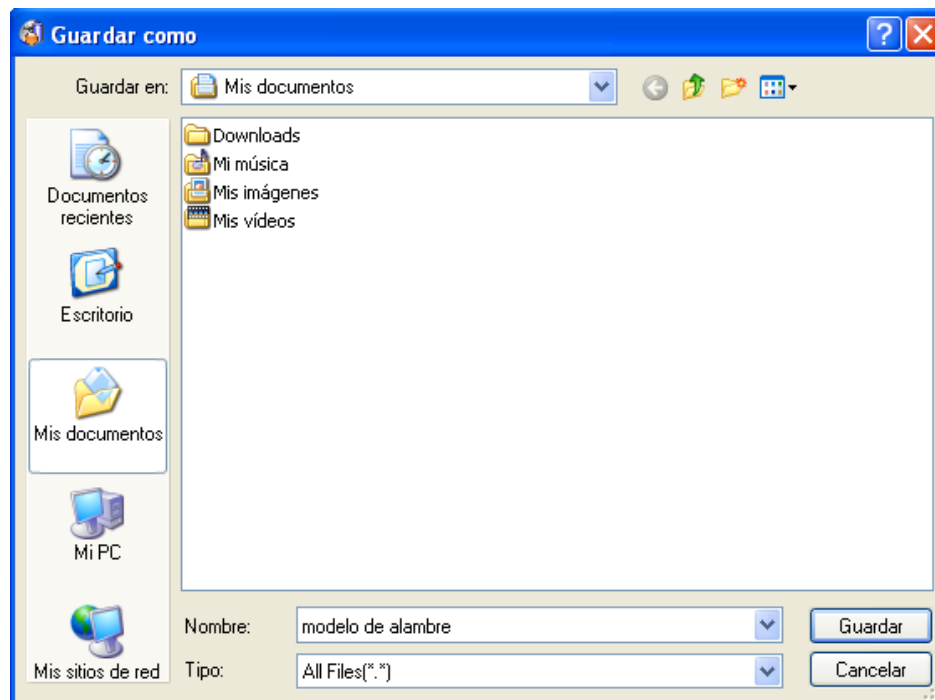 Guardar como
Guardar en:
Mis documentos
Downloads
Mi música
Mis imágenes
Mis vídeos
Documentos
recientes
Escritorio
Mis documentos
Mi PC
Mis sitios de red
Nombre:
modelo de alambre
Guardar
Tipo:
All Files(*.*)
Cancelar